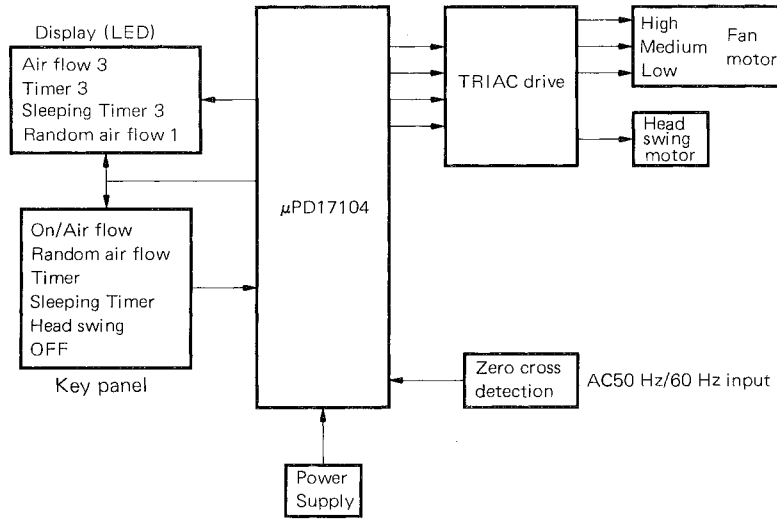 Display (LED)
Air flow 3
Timer 3
Sleeping Timer 3
Random air flow 1
On/Air flow
Random air flow
Timer
Sleeping Timer
Head swing
OFF
Key panel
μPD17104
TRIAC drive
High
Medium
Low
Fan
motor
Head
swing
motor
Zero cross
detection
AC50 Hz/60 Hz input
Power
Supply